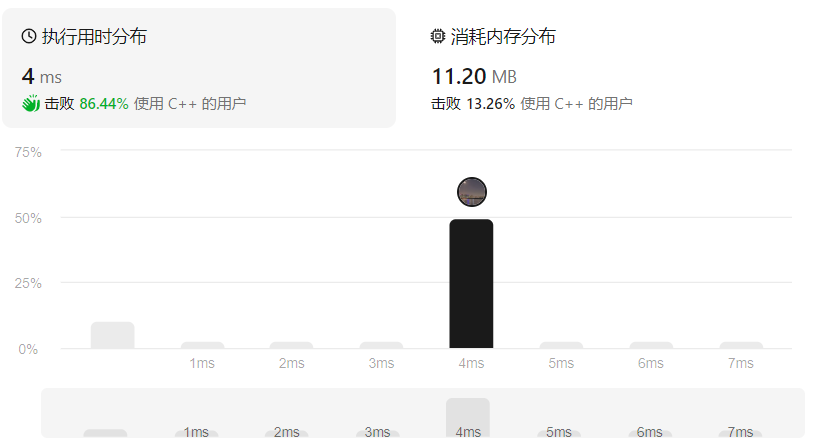 执行用时分布
4 ms
击败 86.44% 使用 C++ 的用户
消耗内存分布
11.20 MB
击败 13.26% 使用 C++ 的用户
75%
50%
25%
0%
1ms 2ms 3ms 4ms 5ms 6ms 7ms
1ms 2ms 3ms 4ms 5ms 6ms 7ms